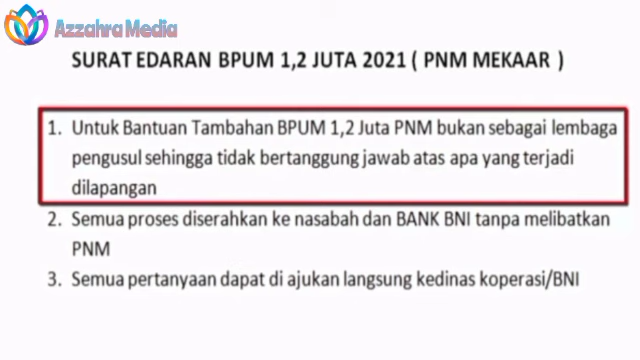 Azzahra Media
SURAT EDARAN BPUM 1,2 JUTA 2021 ( PNM MEKAAR )
1. Untuk Bantuan Tambahan BPUM 1,2 Juta PNM bukan sebagai lembaga
pengusul sehingga tidak bertanggung jawab atas apa yang terjadi
dilapangan
2. Semua proses diserahkan ke nasabah dan BANK BNI tanpa melibatkan
PNM
3. Semua pertanyaan dapat di ajukan langsung kedinas koperasi/BNI